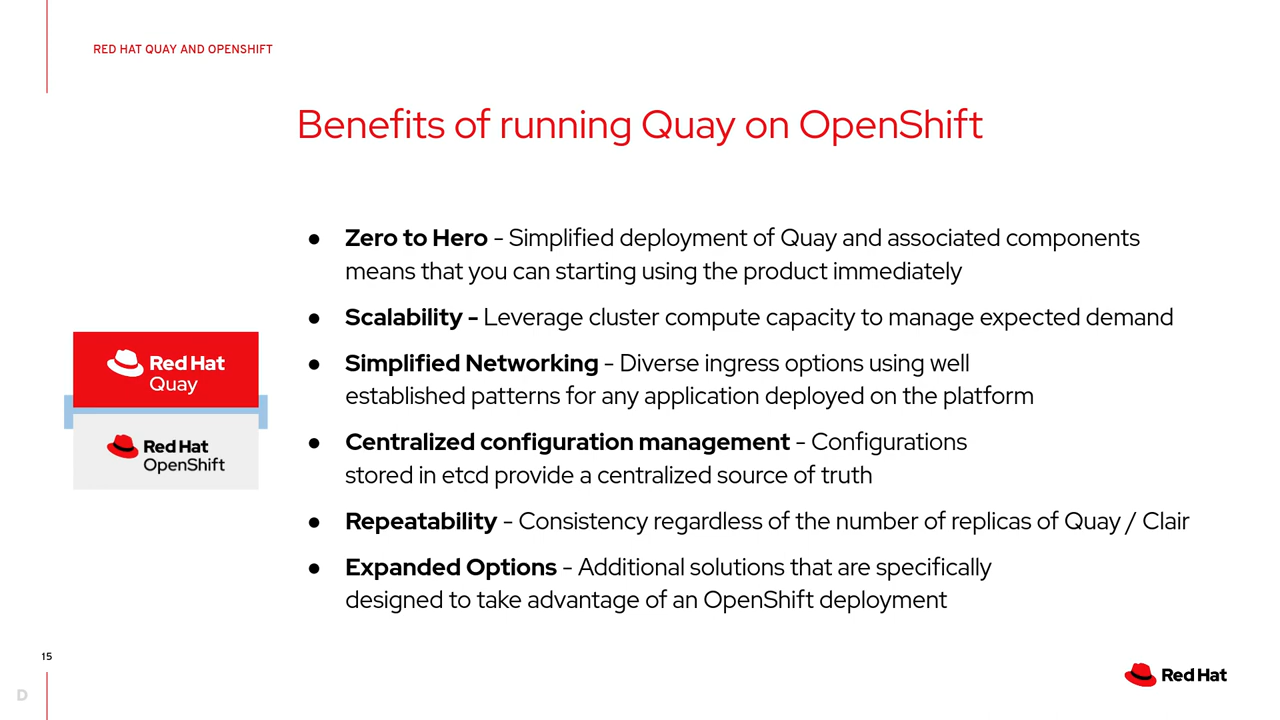 RED HAT QUAY AND OPENSHIFT
Benefits of running Quay on OpenShift
● Zero to Hero - Simplified deployment of Quay and associated components
means that you can starting using the product immediately
● Scalability - Leverage cluster compute capacity to manage expected demand
● Simplified Networking - Diverse ingress options using well
established patterns for any application deployed on the platform
● Centralized configuration management - Configurations
stored in etcd provide a centralized source of truth
● Repeatability - Consistency regardless of the number of replicas of Quay / Clair
● Expanded Options - Additional solutions that are specifically
designed to take advantage of an OpenShift deployment
Red Hat
Quay
Red Hat
OpenShift
15
D
Red Hat